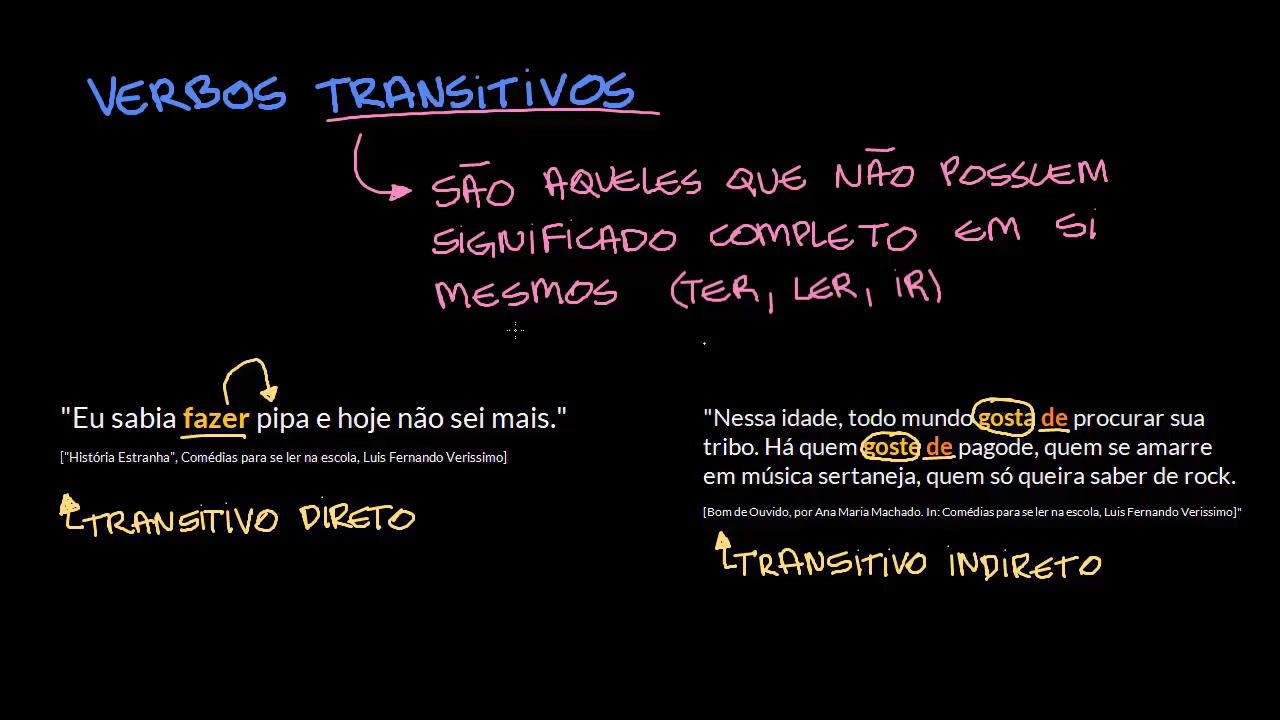 VERBOS TRANSITIVOS
SÃO AQUELES QUE NÃO POSSUEM
SIGNIFICADO COMPLETO EM SI
MESMOS (TER, LER, IR)
"Eu sabia fazer pipa e hoje não sei mais."
["História Estranha", Comédias para se ler na escola, Luis Fernando Verissimo]
TRANSITIVO DIRETO
"Nessa idade, todo mundo gosta de procurar sua
tribo. Há quem goste de pagode, quem se amarre
em música sertaneja, quem só queira saber de rock.
[Bom de Ouvido, por Ana Maria Machado. In: Comédias para se ler na escola, Luis Fernando Verissimo]"
TRANSITIVO INDIRETO